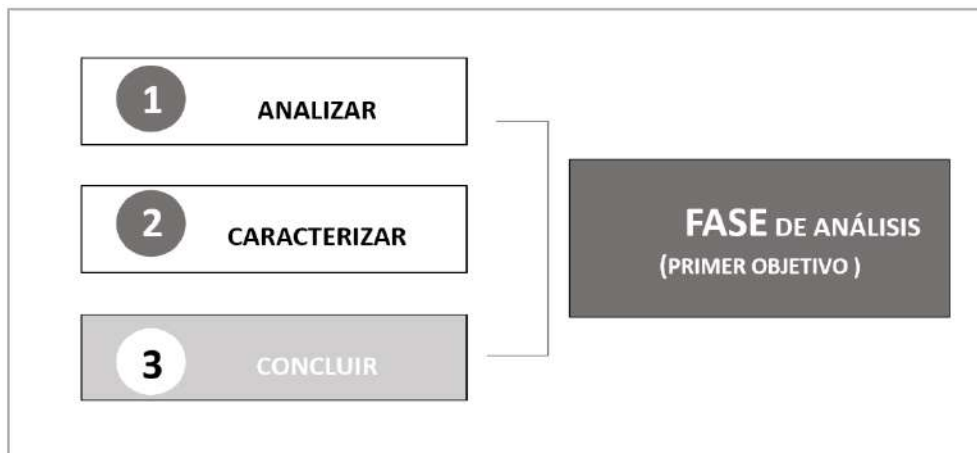 1
ANALIZAR
2
CARACTERIZAR
3
CONCLUIR
FASE DE ANÁLISIS
(PRIMER OBJETIVO )